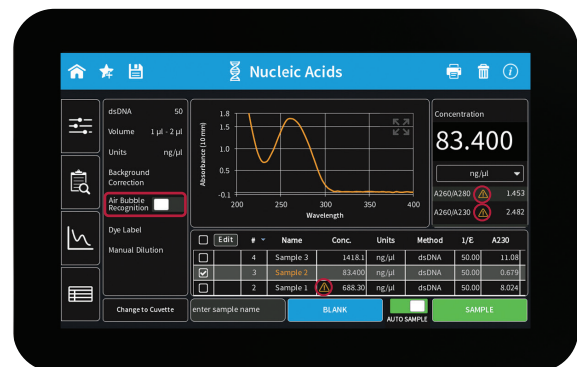 Nucleic Acids
dsDNA 50
Volume 1 µl - 2 µl
Units ng/µl
Background
Correction
Air Bubble
Recognition
Dye Label
Manual Dilution
Change to Cuvette
Absorbance (10 mm)
1.8
1.5
1.0
0.5
-0.1
200 250 300 350 400
Wavelength
Concentration
83.400
ng/µl
A260/A280 1.453
A260/A230 2.482
Edit # Name Conc. Units Method 1/E A230
4 Sample 3 1418.1 ng/µl dsDNA 50.00 11.08
3 Sample 2 83.400 ng/µl dsDNA 50.00 0.679
2 Sample 1 688.30 ng/µl dsDNA 50.00 8.024
enter sample name
BLANK
AUTO SAMPLE
SAMPLE